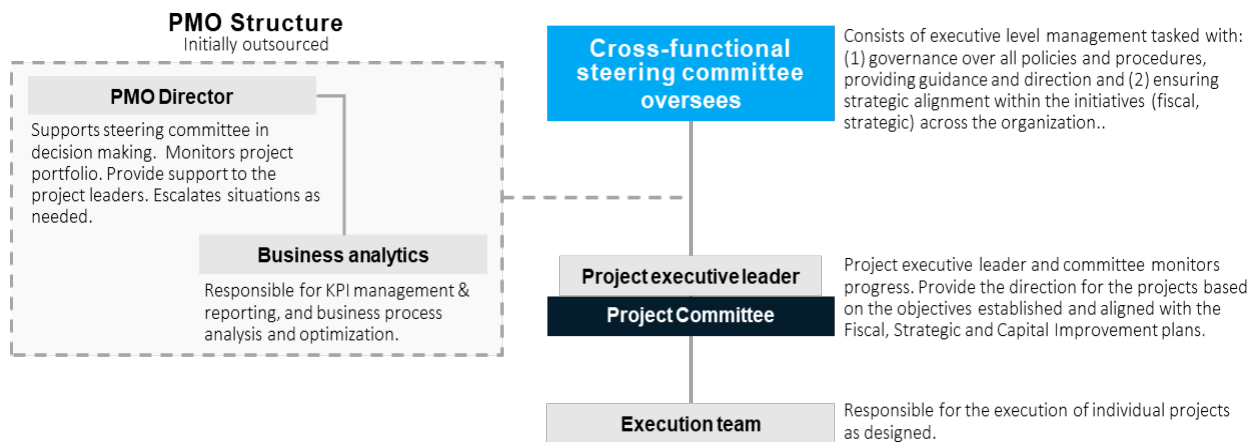 PMO Structure
Initially outsourced
PMO Director
Supports steering committee in
decision making.  Monitors project
portfolio. Provide support to the
project leaders. Escalates situations as
needed.
Business analytics
Responsible for KPI management &
reporting, and business process
analysis and optimization.
Cross-functional
steering committee
oversees
Consists of executive level management tasked with:
(1) governance over all policies and procedures,
providing guidance and direction and (2) ensuring
strategic alignment within the initiatives (fiscal,
strategic) across the organization..
Project executive leader
Project Committee
Project executive leader and committee monitors
progress. Provide the direction for the projects based
on the objectives established and aligned with the
Fiscal, Strategic and Capital Improvement plans.
Execution team
Responsible for the execution of individual projects
as designed.